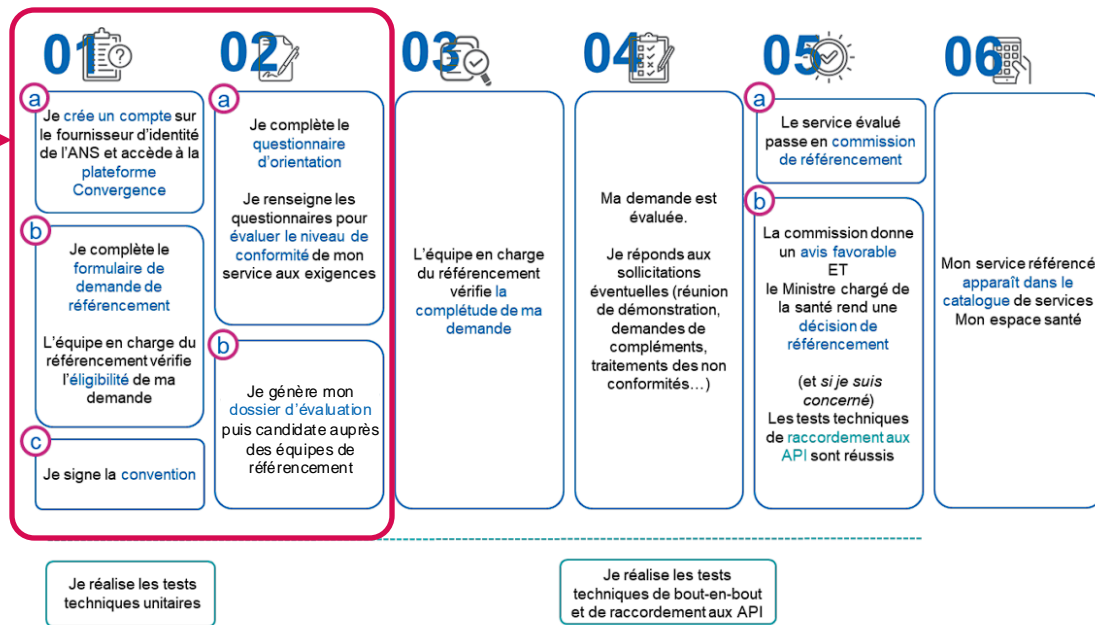 01
a
Je crée un compte sur
le fournisseur d'identité
de l'ANS et accède à la
plateforme
Convergence
b
Je complète le
formulaire de
demande de
référencement
L'équipe en charge du
référencement vérifie
l'éligibilité de ma
demande
c
Je signe la convention
02
a
Je complète le
questionnaire
d'orientation
Je renseigne les
questionnaires pour
évaluer le niveau de
conformité de mon
service aux exigences
b
Je génère mon
dossier d'évaluation
puis candidate auprès
des équipes de
référencement
03
L'équipe en charge
du référencement
vérifie la
complétude de ma
demande
04
Ma demande est
évaluée.
Je réponds aux
sollicitations
éventuelles (réunion
de démonstration,
demandes de
compléments,
traitements des non
conformités…)
05
a
Le service évalué
passe en commission
de référencement
b
La commission donne
un avis favorable
ET
le Ministre chargé de
la santé rend une
décision de
référencement
(et si je suis
concerné)
Les tests techniques
de raccordement aux
API sont réussis
06
Mon service référencé
apparaît dans le
catalogue de services
Mon espace santé
Je réalise les tests
techniques unitaires
Je réalise les tests
techniques de bout-en-bout
et de raccordement aux API